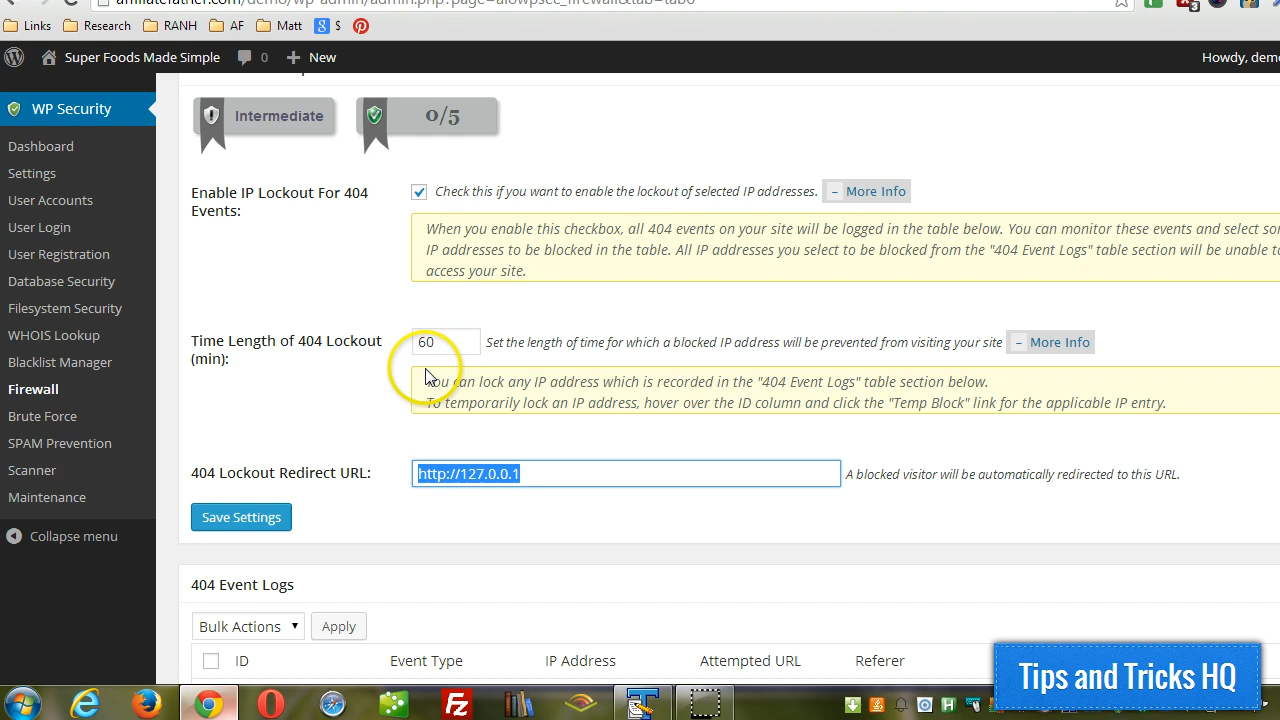 Links Research RANH AF Matt $
Super Foods Made Simple 0 New Howdy, demo
WP Security
Dashboard
Settings
User Accounts
User Login
User Registration
Database Security
Filesystem Security
WHOIS Lookup
Blacklist Manager
Firewall
Brute Force
SPAM Prevention
Scanner
Maintenance
Collapse menu
Intermediate 0/5
Enable IP Lockout For 404
Events:
Check this if you want to enable the lockout of selected IP addresses. – More Info
When you enable this checkbox, all 404 events on your site will be logged in the table below. You can monitor these events and select
IP addresses to be blocked in the table. All IP addresses you select to be blocked from the "404 Event Logs" table section will be unable to
access your site.
Time Length of 404 Lockout
(min):
60 Set the length of time for which a blocked IP address will be prevented from visiting your site – More Info
You can lock any IP address which is recorded in the "404 Event Logs" table section below.
To temporarily lock an IP address, hover over the ID column and click the "Temp Block" link for the applicable IP entry.
404 Lockout Redirect URL: http://127.0.0.1 A blocked visitor will be automatically redirected to this URL.
Save Settings
404 Event Logs
Bulk Actions Apply
ID Event Type IP Address Attempted URL Referer
Tips and Tricks HQ